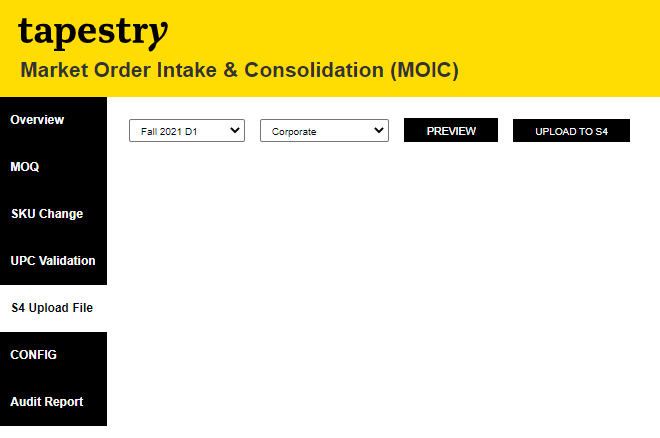 tapestry
Market Order Intake & Consolidation (MOIC)
Overview
Fall 2021 D1
Corporate
PREVIEW
UPLOAD TO S4
MOQ
SKU Change
UPC Validation
S4 Upload File
CONFIG
Audit Report